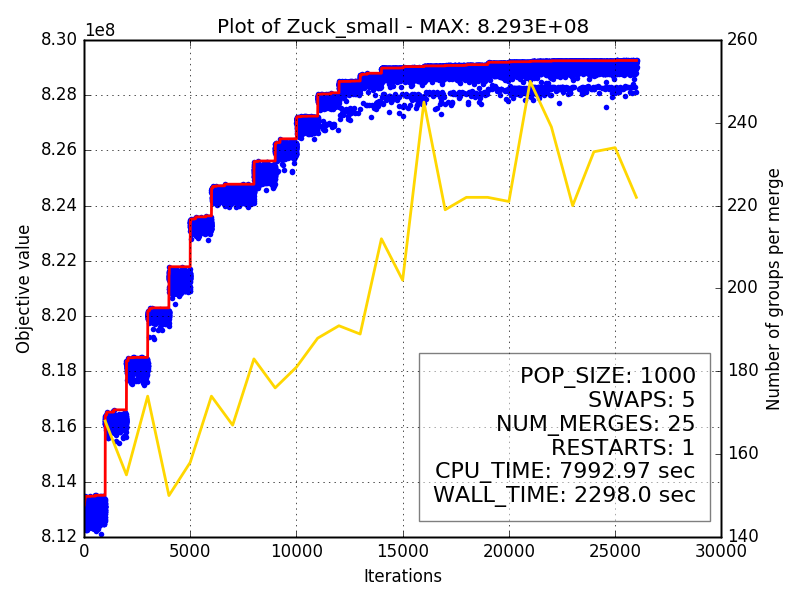 Plot of Zuck_small - MAX: 8.293E+08
1e8
8.30
8.28
8.26
8.24
8.22
8.20
8.18
8.16
8.14
8.12
Objective value
260
240
220
200
180
160
140
Number of groups per merge
POP_SIZE: 1000
SWAPS: 5
NUM_MERGES: 25
RESTARTS: 1
CPU_TIME: 7992.97 sec
WALL_TIME: 2298.0 sec
0 5000 10000 15000 20000 25000 30000
Iterations